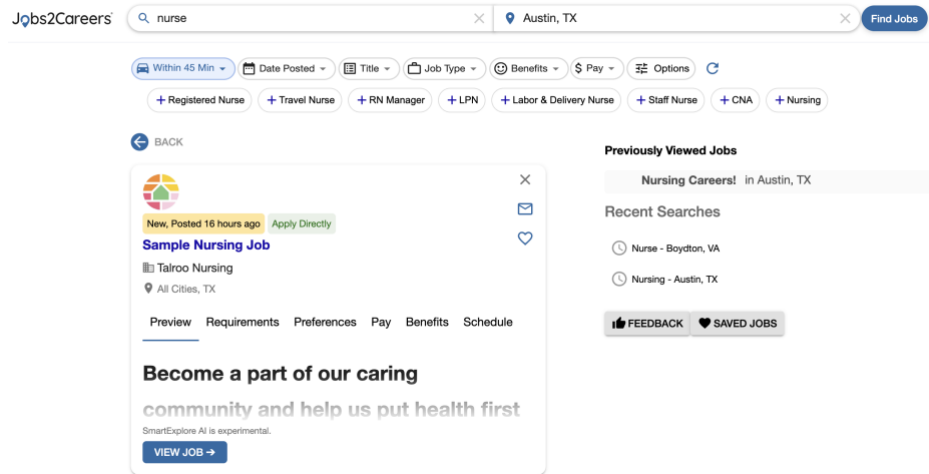 Jobs2Careers
nurse
Austin, TX
Find Jobs
Within 45 Min
Date Posted
Title
Job Type
Benefits
$ Pay
Options
+ Registered Nurse
+ Travel Nurse
+ RN Manager
+ LPN
+ Labor & Delivery Nurse
+ Staff Nurse
+ CNA
+ Nursing
BACK
New, Posted 16 hours ago
Apply Directly
Sample Nursing Job
Talroo Nursing
All Cities, TX
Preview Requirements Preferences Pay Benefits Schedule
Become a part of our caring
community and help us put health first
SmartExplore AI is experimental.
VIEW JOB →
Previously Viewed Jobs
Nursing Careers! in Austin, TX
Recent Searches
Nurse - Boydton, VA
Nursing - Austin, TX
FEEDBACK
SAVED JOBS